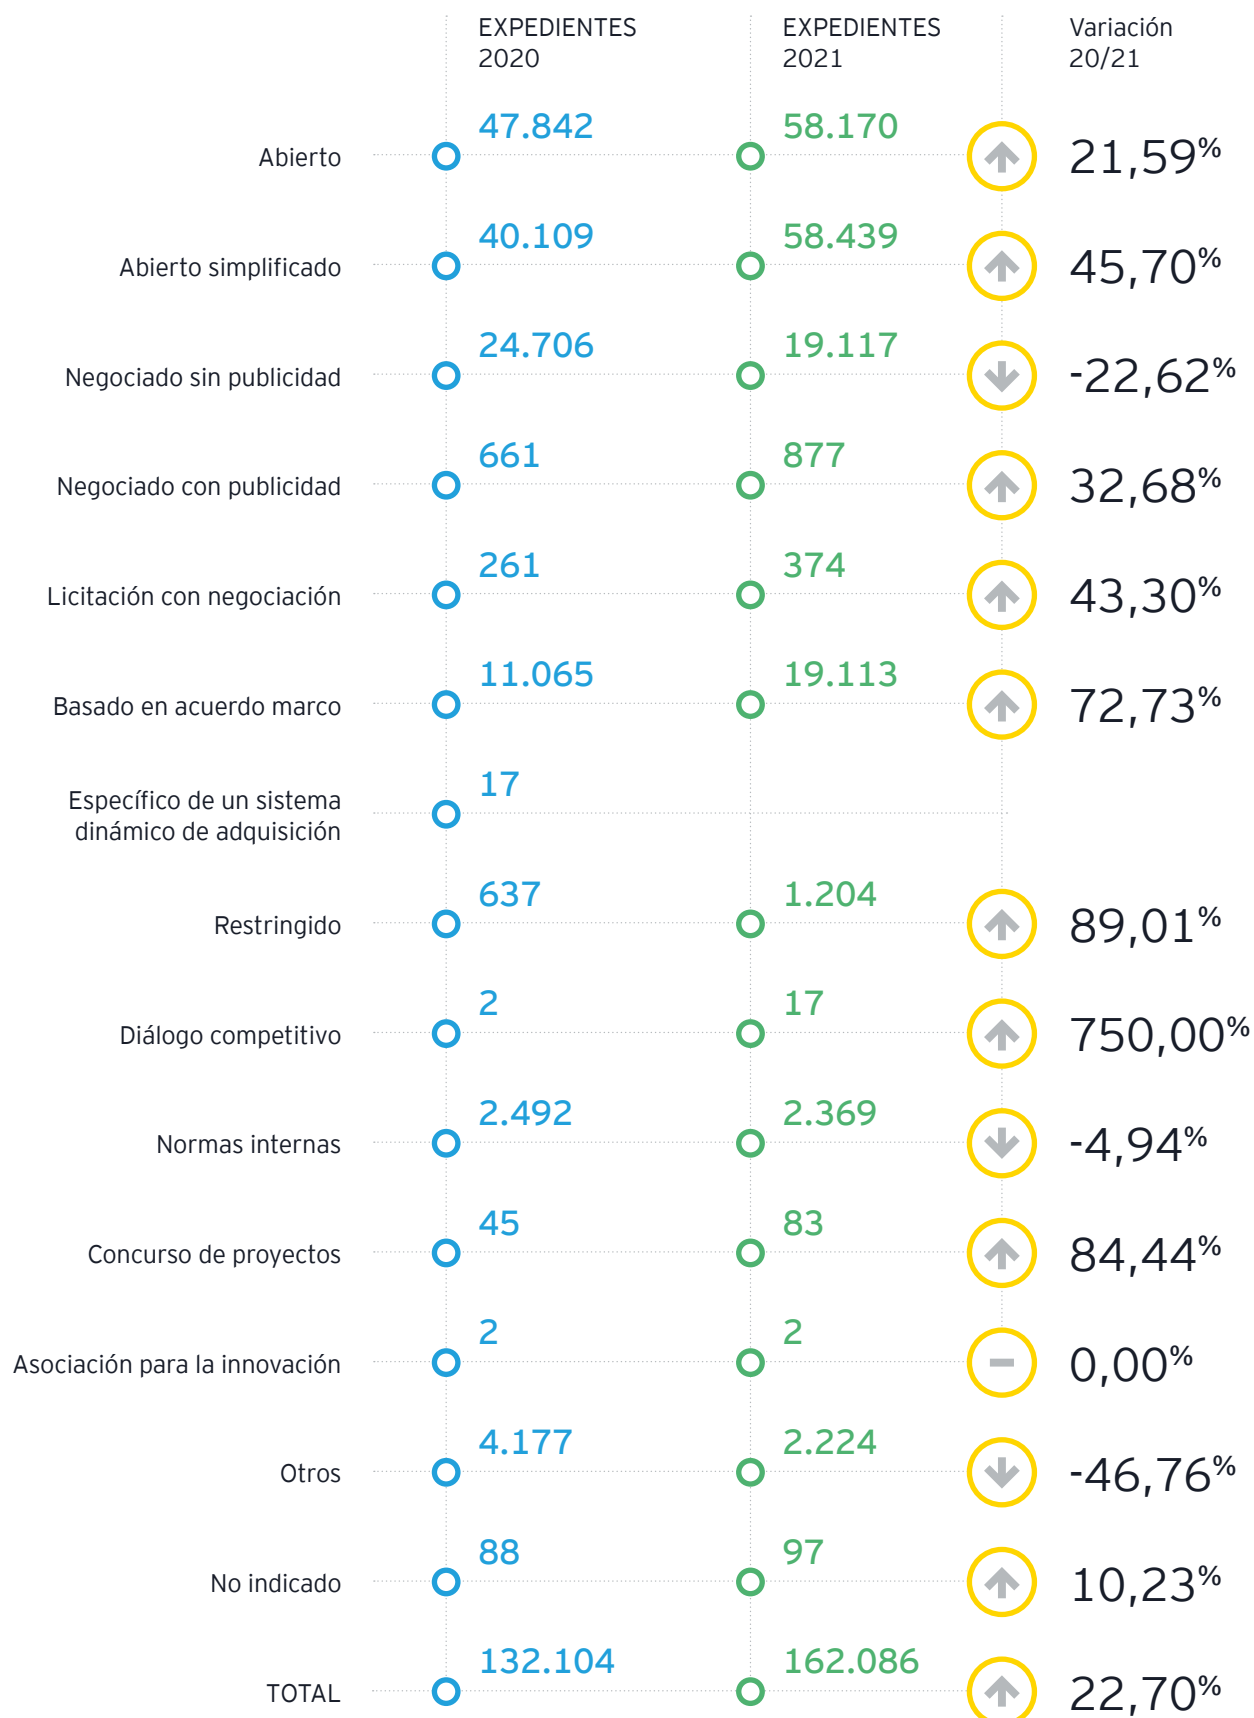 EXPEDIENTES
2020
EXPEDIENTES
2021
Variación
20/21
Abierto 47.842 58.170 21,59%
Abierto simplificado 40.109 58.439 45,70%
Negociado sin publicidad 24.706 19.117 -22,62%
Negociado con publicidad 661 877 32,68%
Licitación con negociación 261 374 43,30%
Basado en acuerdo marco 11.065 19.113 72,73%
Específico de un sistema
dinámico de adquisición 17
Restringido 637 1.204 89,01%
Diálogo competitivo 2 17 750,00%
Normas internas 2.492 2.369 -4,94%
Concurso de proyectos 45 83 84,44%
Asociación para la innovación 2 2 0,00%
Otros 4.177 2.224 -46,76%
No indicado 88 97 10,23%
TOTAL 132.104 162.086 22,70%